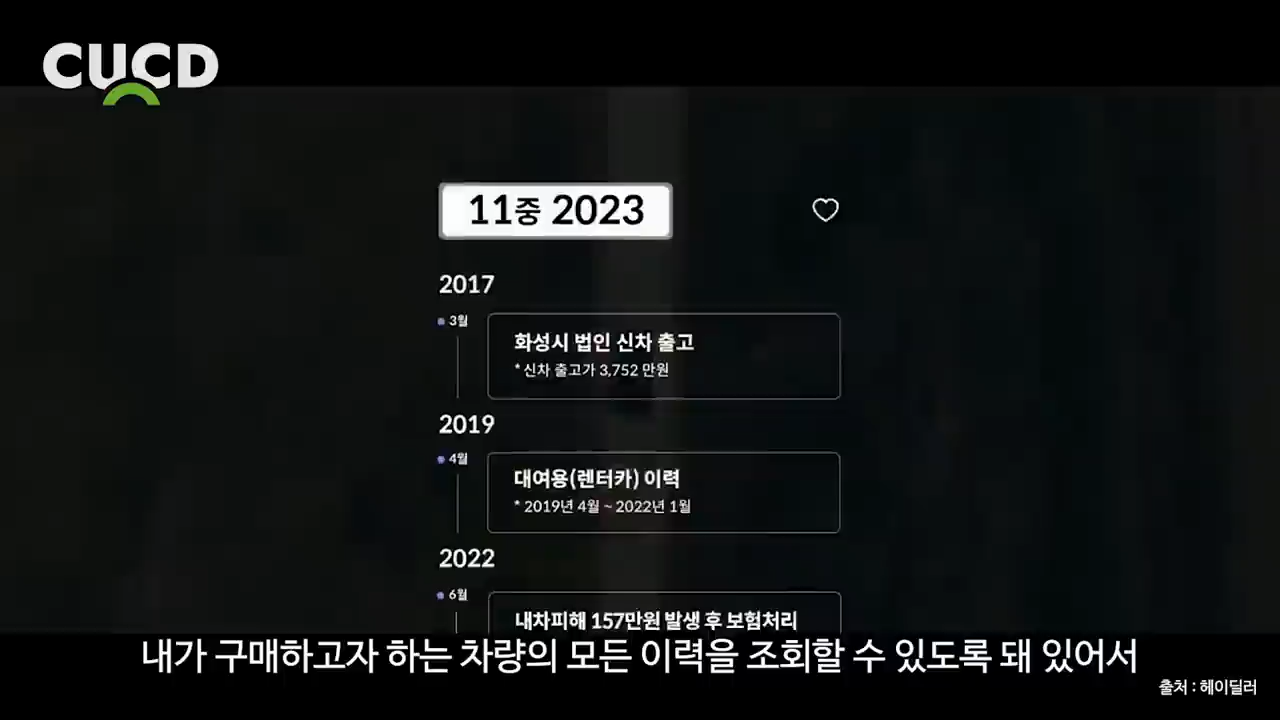 CUCD
11중 2023
2017
3월
화성시 법인 신차 출고
* 신차 출고가 3,752 만원
2019
4월
대여용(렌터카) 이력
* 2019년 4월 ~ 2022년 1월
2022
6월
내차피해 157만원 발생 후 보험처리
내가 구매하고자 하는 차량의 모든 이력을 조회할 수 있도록 돼 있어서
출처 : 헤이딜러